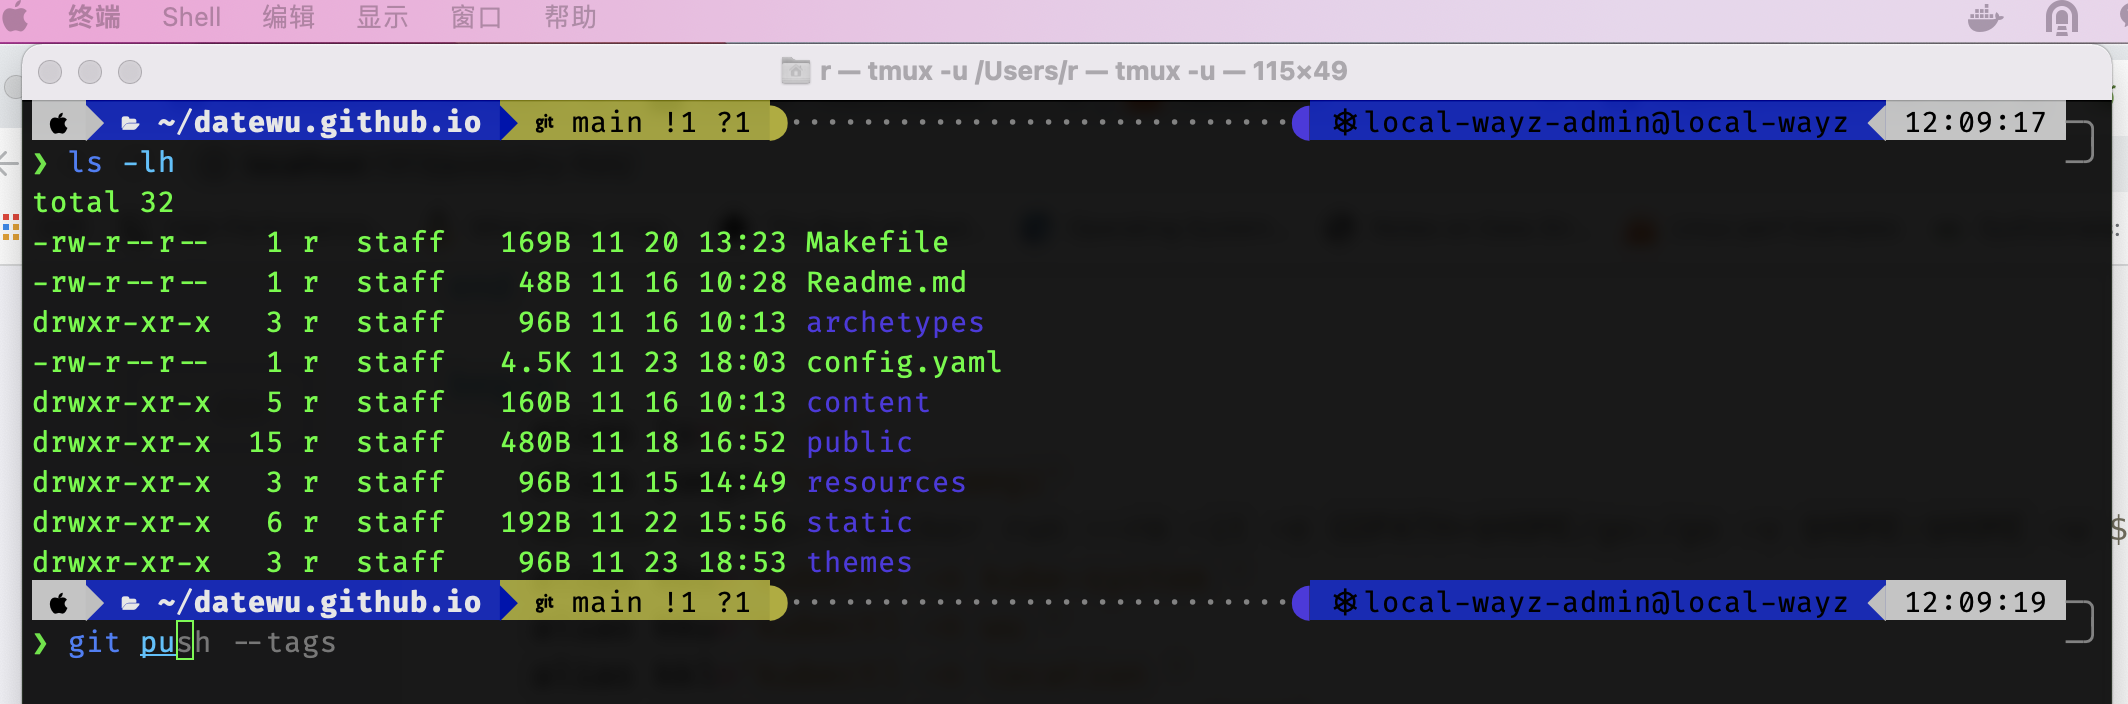 终端 Shell 编辑 显示 窗口 帮助
r — tmux -u /Users/r — tmux -u — 115×49
~/datewu.github.io git main !1 ?1 local-wayz-admin@local-wayz 12:09:17
❯ ls -lh
total 32
-rw-r--r-- 1 r staff 169B 11 20 13:23 Makefile
-rw-r--r-- 1 r staff 48B 11 16 10:28 Readme.md
drwxr-xr-x 3 r staff 96B 11 16 10:13 archetypes
-rw-r--r-- 1 r staff 4.5K 11 23 18:03 config.yaml
drwxr-xr-x 5 r staff 160B 11 16 10:13 content
drwxr-xr-x 15 r staff 480B 11 18 16:52 public
drwxr-xr-x 3 r staff 96B 11 15 14:49 resources
drwxr-xr-x 6 r staff 192B 11 22 15:56 static
drwxr-xr-x 3 r staff 96B 11 23 18:53 themes
~/datewu.github.io git main !1 ?1 local-wayz-admin@local-wayz 12:09:19
❯ git push --tags